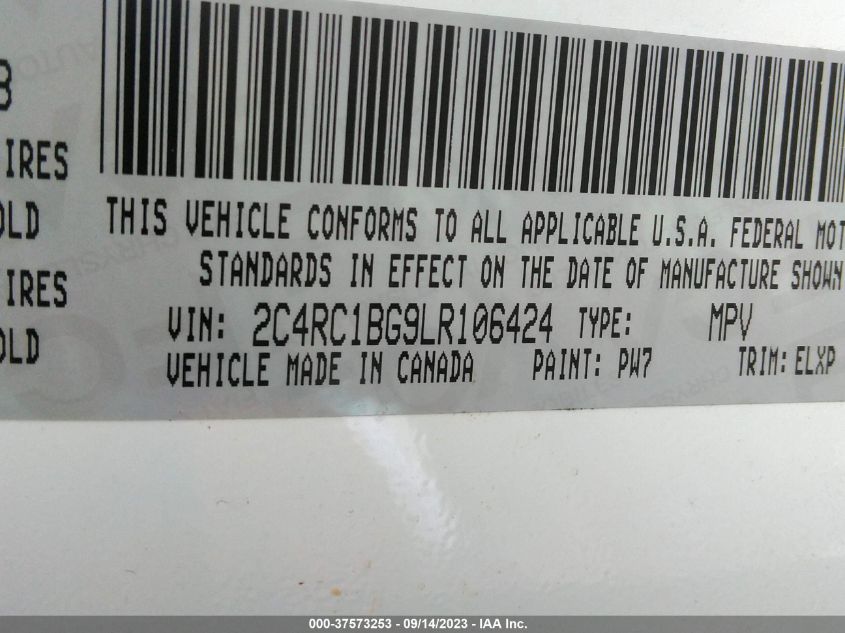 3
IRES
OLD
IRES
OLD
THIS VEHICLE CONFORMS TO ALL APPLICABLE U.S.A. FEDERAL MOT
STANDARDS IN EFFECT ON THE DATE OF MANUFACTURE SHOWN
VIN: 2C4RC1BG9LR106424 TYPE: MPV
VEHICLE MADE IN CANADA PAINT: PW7 TRIM: ELXP
000-37573253 - 09/14/2023 - IAA Inc.